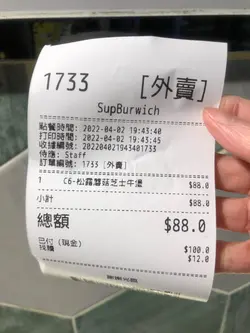 1733 [外賣]
SupBurwich
點餐時間: 2022-04-02 19:43:40
打印時間: 2022-04-02 19:43:45
收據編號: 202204021943401733
侍應: Staff
訂單編號: 1733 [外賣]
1 C6-松露蘑菇芝士牛堡 $88.0
小計 $88.0
總額 $88.0
已付 (現金) $100.0
找續 $12.0